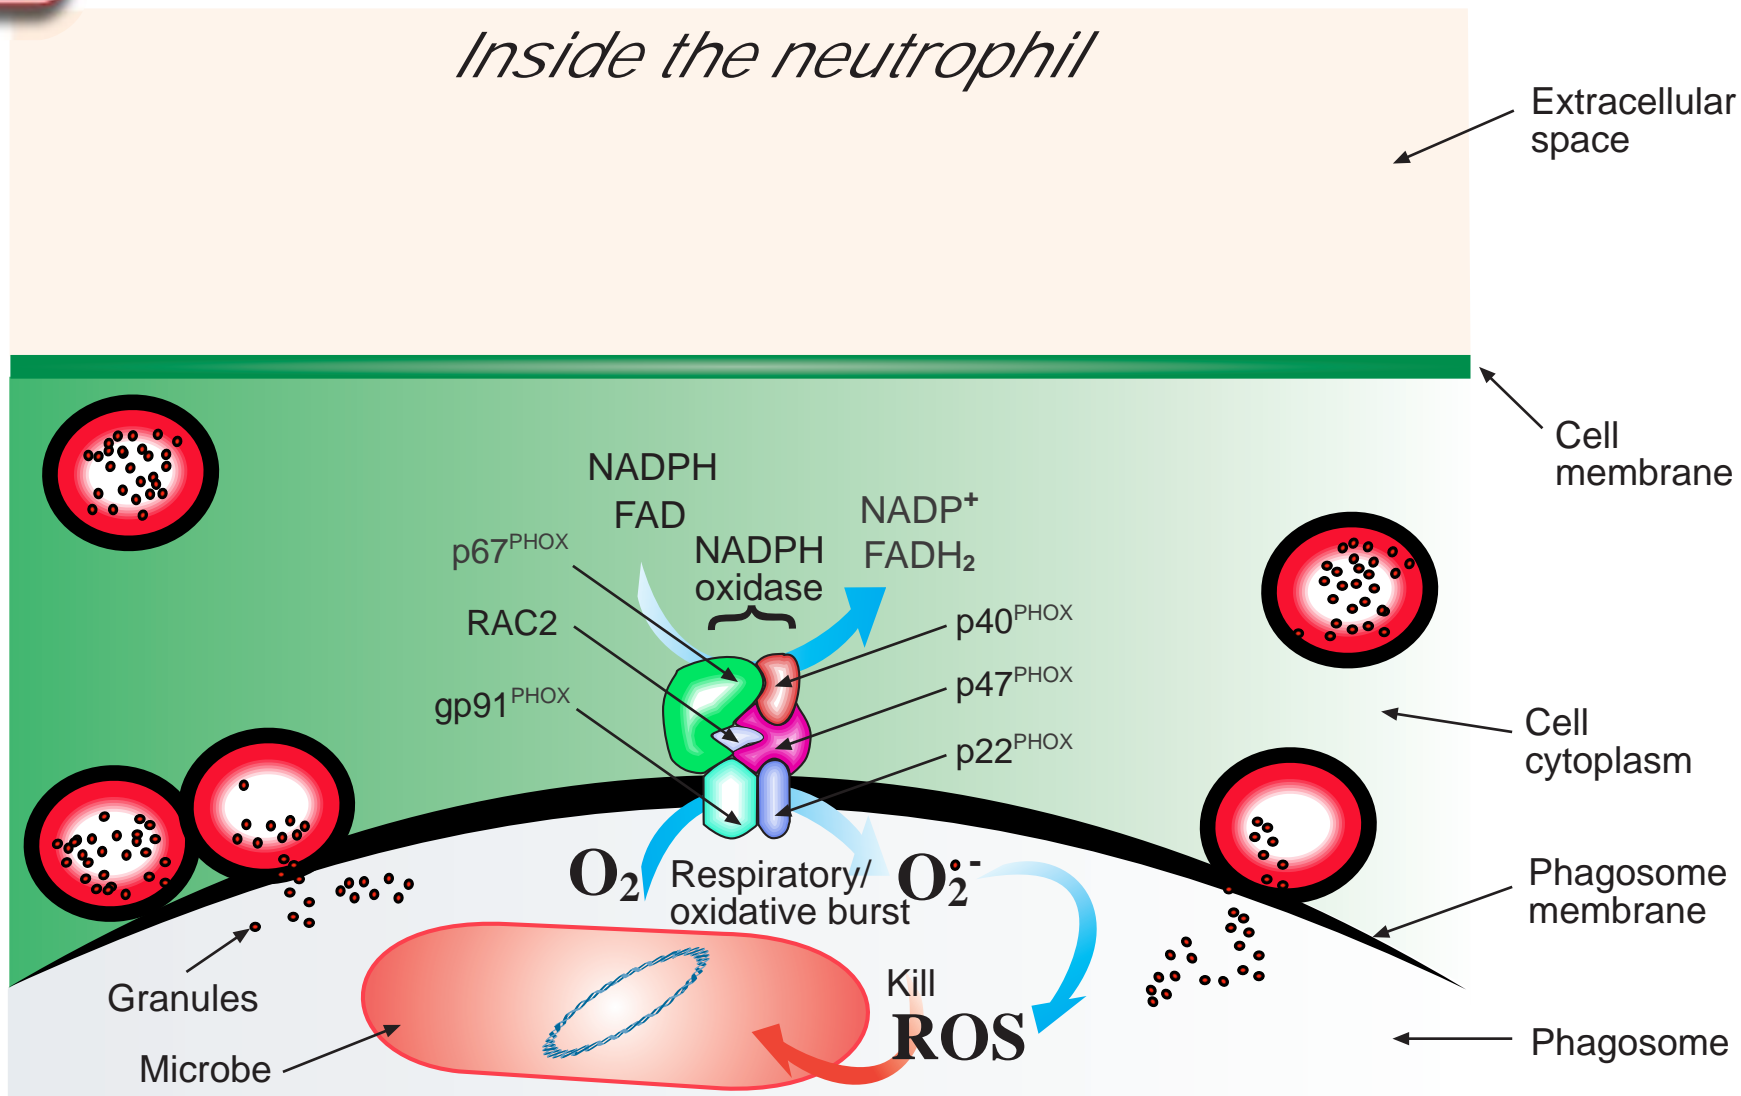 Inside the neutrophil
Extracellular
space
Cell
membrane
NADPH
FAD
NADP⁺
FADH₂
p67ᴾᴴᴼˣ
NADPH
oxidase
RAC2
p40ᴾᴴᴼˣ
gp91ᴾᴴᴼˣ
p47ᴾᴴᴼˣ
p22ᴾᴴᴼˣ
Cell
cytoplasm
O₂
Respiratory/
oxidative burst
O₂•-
Phagosome
membrane
Granules
Kill
ROS
Microbe
Phagosome